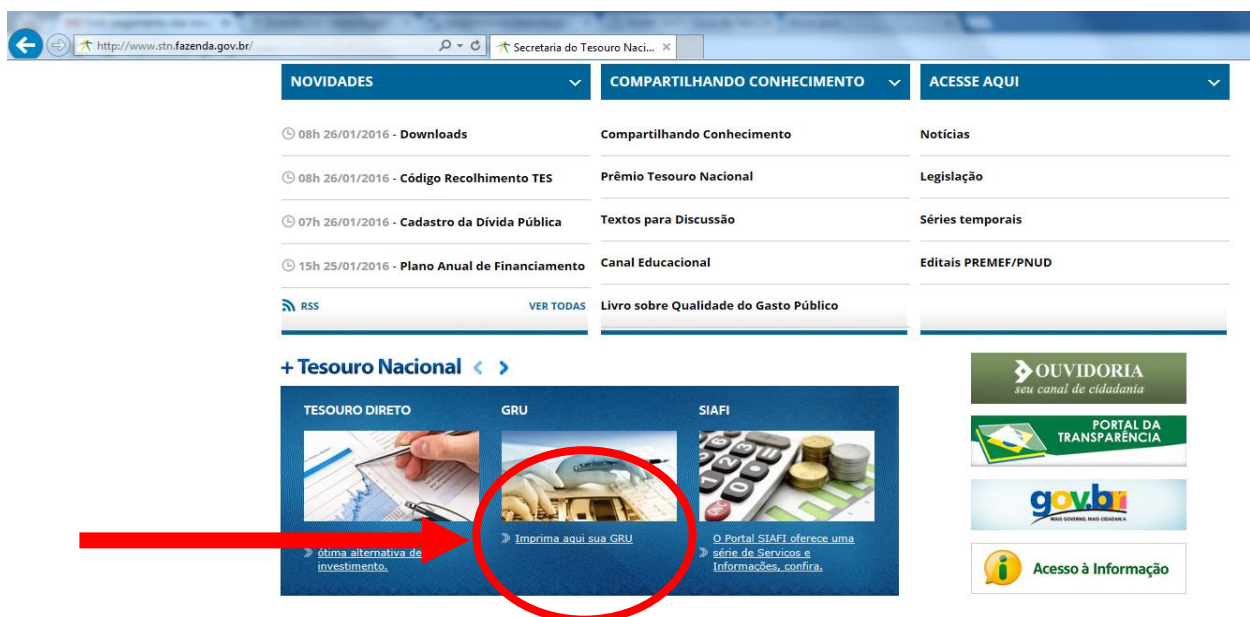 http://www.stn.fazenda.gov.br/
Secretaria do Tesouro Naci...
NOVIDADES
08h 26/01/2016 - Downloads
08h 26/01/2016 - Código Recolhimento TES
07h 26/01/2016 - Cadastro da Dívida Pública
15h 25/01/2016 - Plano Anual de Financiamento
RSS
VER TODAS
COMPARTILHANDO CONHECIMENTO
Compartilhando Conhecimento
Prêmio Tesouro Nacional
Textos para Discussão
Canal Educacional
Livro sobre Qualidade do Gasto Público
ACESSE AQUI
Notícias
Legislação
Séries temporais
Editais PREMEF/PNUD
+ Tesouro Nacional
TESOURO DIRETO
ótima alternativa de
investimento.
GRU
Imprima aqui sua GRU
SIAFI
O Portal SIAFI oferece uma
série de Servicos e
Informacões, confira.
OUVIDORIA
seu canal de cidadania
PORTAL DA
TRANSPARÊNCIA
gov.br
MAIS GOVERNO, MAIS CIDADANIA
Acesso à Informação